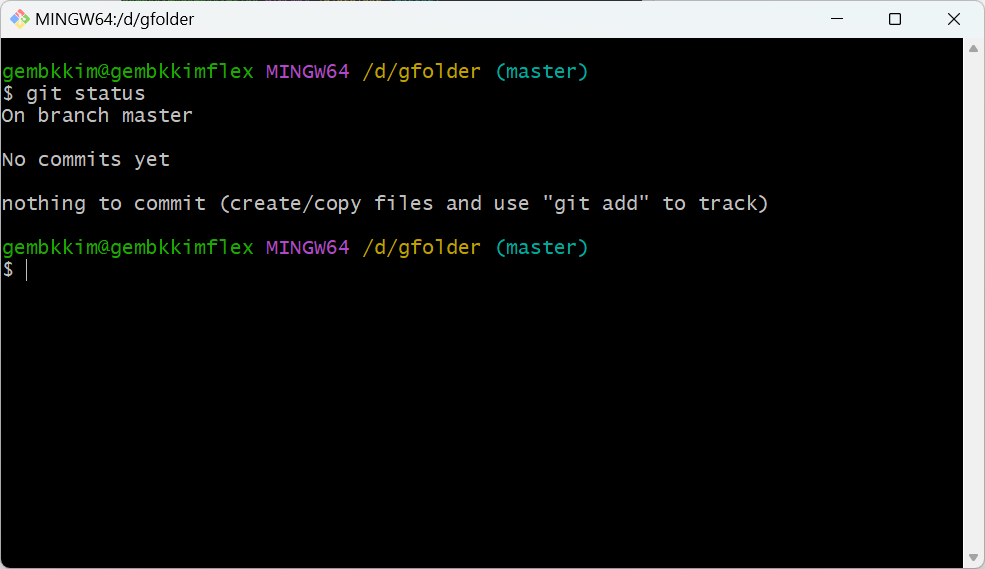 MINGW64:/d/gfolder
gembkkim@gembkkimflex MINGW64 /d/gfolder (master)
$ git status
On branch master
No commits yet
nothing to commit (create/copy files and use "git add" to track)
gembkkim@gembkkimflex MINGW64 /d/gfolder (master)
$